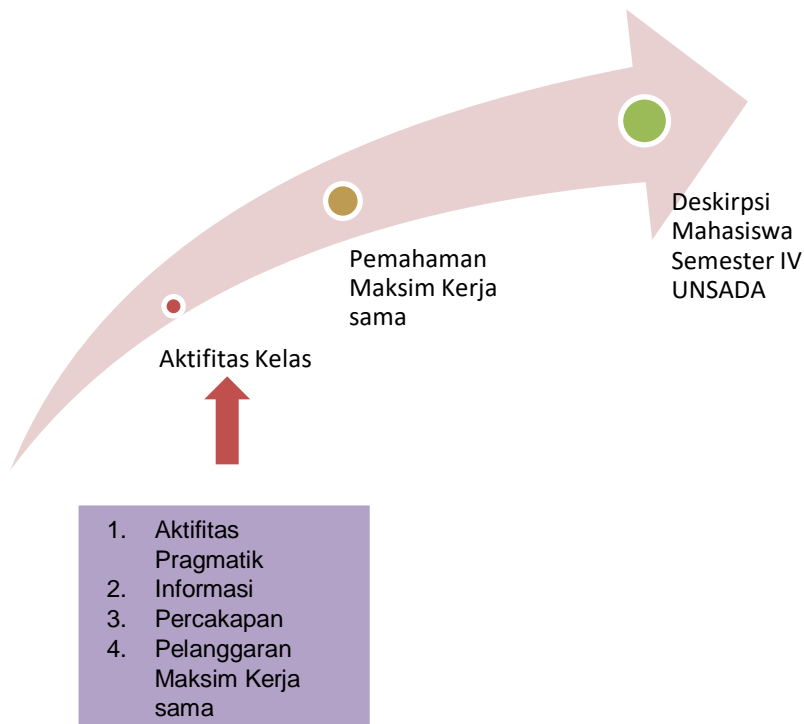 Deskirpsi
Mahasiswa
Semester IV
UNSADA
Pemahaman
Maksim Kerja
sama
Aktifitas Kelas
1. Aktifitas
Pragmatik
2. Informasi
3. Percakapan
4. Pelanggaran
Maksim Kerja
sama